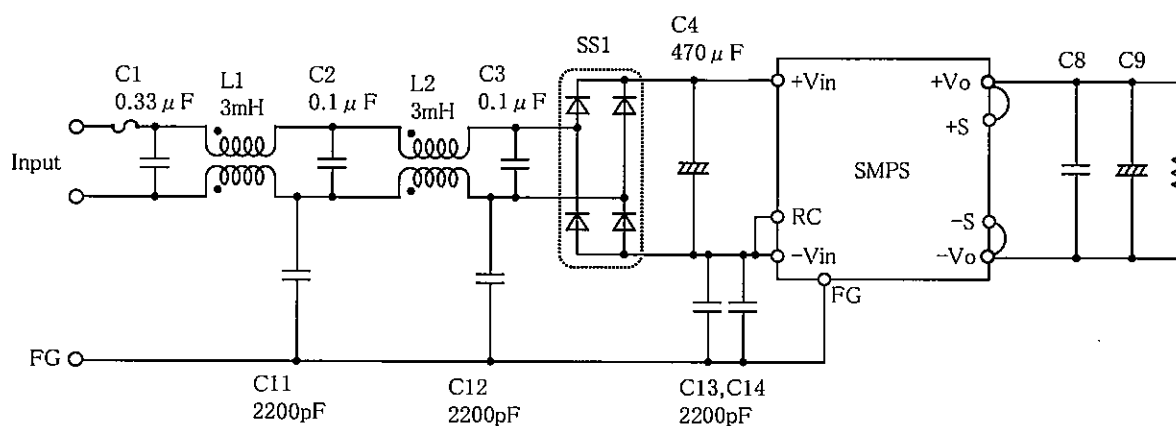 C1
0.33μF
L1
3mH
C2
0.1μF
L2
3mH
C3
0.1μF
SS1
C4
470μF
C8
C9
+Vin
+Vo
+S
Input
SMPS
RC
−S
−Vin
−Vo
FG
FG
C11
2200pF
C12
2200pF
C13,C14
2200pF